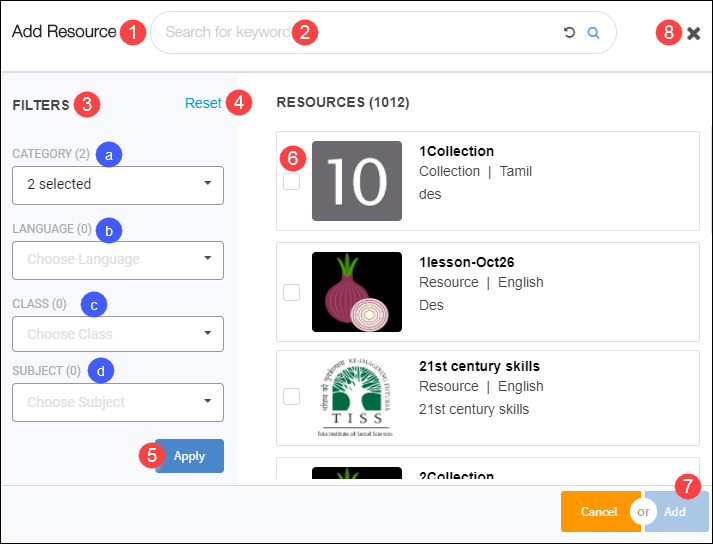 Add Resource 1 Search for keyword 2 8
FILTERS 3 Reset 4
CATEGORY (2) a
2 selected
LANGUAGE (0) b
Choose Language
CLASS (0) c
Choose Class
SUBJECT (0) d
Choose Subject
5 Apply
RESOURCES (1012)
6
10
1Collection
Collection | Tamil
des
1lesson-Oct26
Resource | English
Des
RE-IMAGINING FUTURES
TISS
Tata Institute of Social Sciences
21st century skills
Resource | English
21st century skills
2Collection
7
Cancel or Add